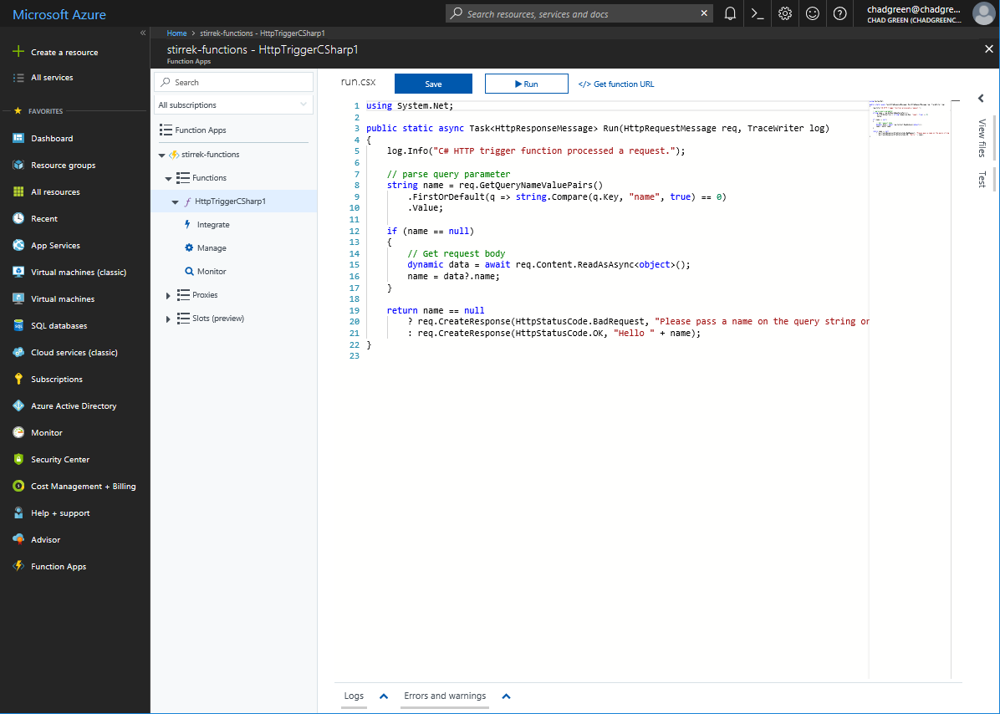 Microsoft Azure
Search resources, services and docs
chadgreen@chadgre...
CHAD GREEN (CHADGREENC...
Create a resource
All services
FAVORITES
Dashboard
Resource groups
All resources
Recent
App Services
Virtual machines (classic)
Virtual machines
SQL databases
Cloud services (classic)
Subscriptions
Azure Active Directory
Monitor
Security Center
Cost Management + Billing
Help + support
Advisor
Function Apps
Home > stirrek-functions - HttpTriggerCSharp1
stirrek-functions - HttpTriggerCSharp1
Function Apps
Search
All subscriptions
Function Apps
stirrek-functions
Functions
HttpTriggerCSharp1
Integrate
Manage
Monitor
Proxies
Slots (preview)
run.csx
Save
Run
</> Get function URL
1 using System.Net;
2
3 public static async Task<HttpResponseMessage> Run(HttpRequestMessage req, TraceWriter log)
4 {
5 log.Info("C# HTTP trigger function processed a request.");
6
7 // parse query parameter
8 string name = req.GetQueryNameValuePairs()
9 .FirstOrDefault(q => string.Compare(q.Key, "name", true) == 0)
10 .Value;
11
12 if (name == null)
13 {
14 // Get request body
15 dynamic data = await req.Content.ReadAsAsync<object>();
16 name = data?.name;
17 }
18
19 return name == null
20 ? req.CreateResponse(HttpStatusCode.BadRequest, "Please pass a name on the query string or
21 : req.CreateResponse(HttpStatusCode.OK, "Hello " + name);
22 }
23
View files
Test
Logs
Errors and warnings